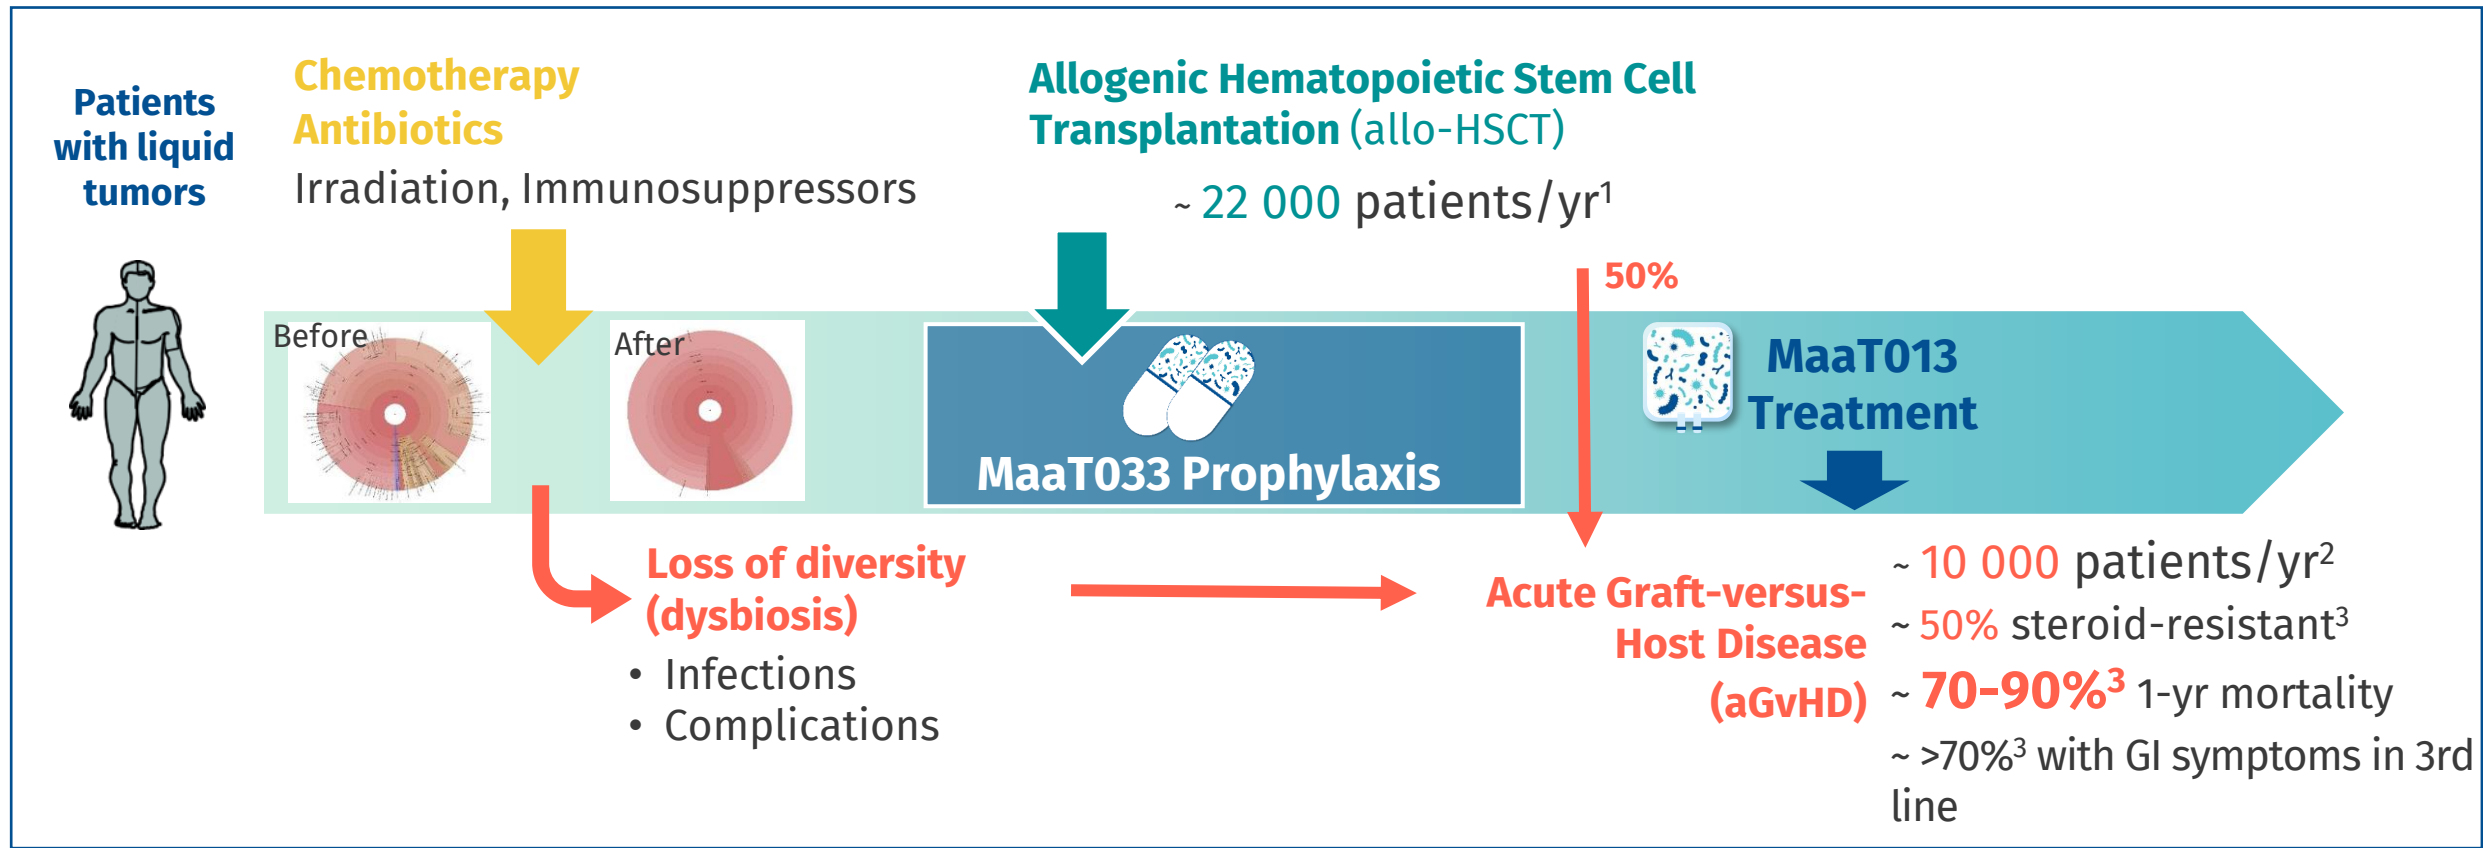 Patients
with liquid
tumors
Chemotherapy
Antibiotics
Irradiation, Immunosuppressors
Allogenic Hematopoietic Stem Cell
Transplantation (allo-HSCT)
~ 22 000 patients/yr¹
50%
Before
After
MaaT033 Prophylaxis
MaaT013
Treatment
Loss of diversity
(dysbiosis)
• Infections
• Complications
Acute Graft-versus-
Host Disease
(aGvHD)
~ 10 000 patients/yr²
~ 50% steroid-resistant³
~ 70-90%³ 1-yr mortality
~ >70%³ with GI symptoms in 3rd
line